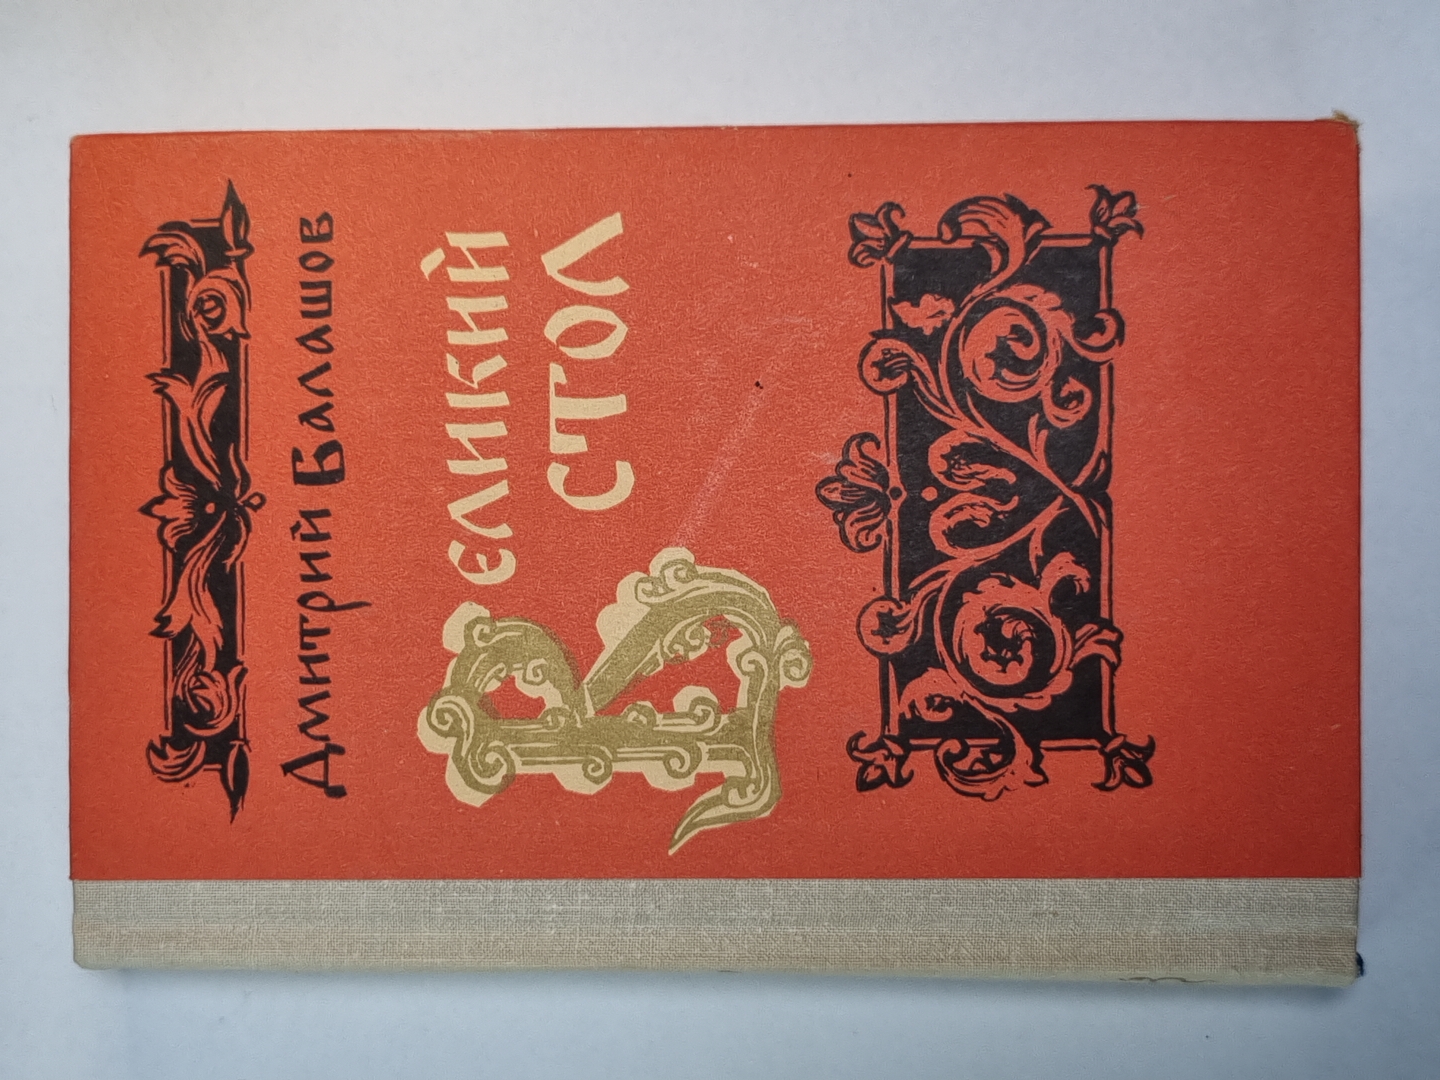 Дмитрий Балашов
Великий
стол